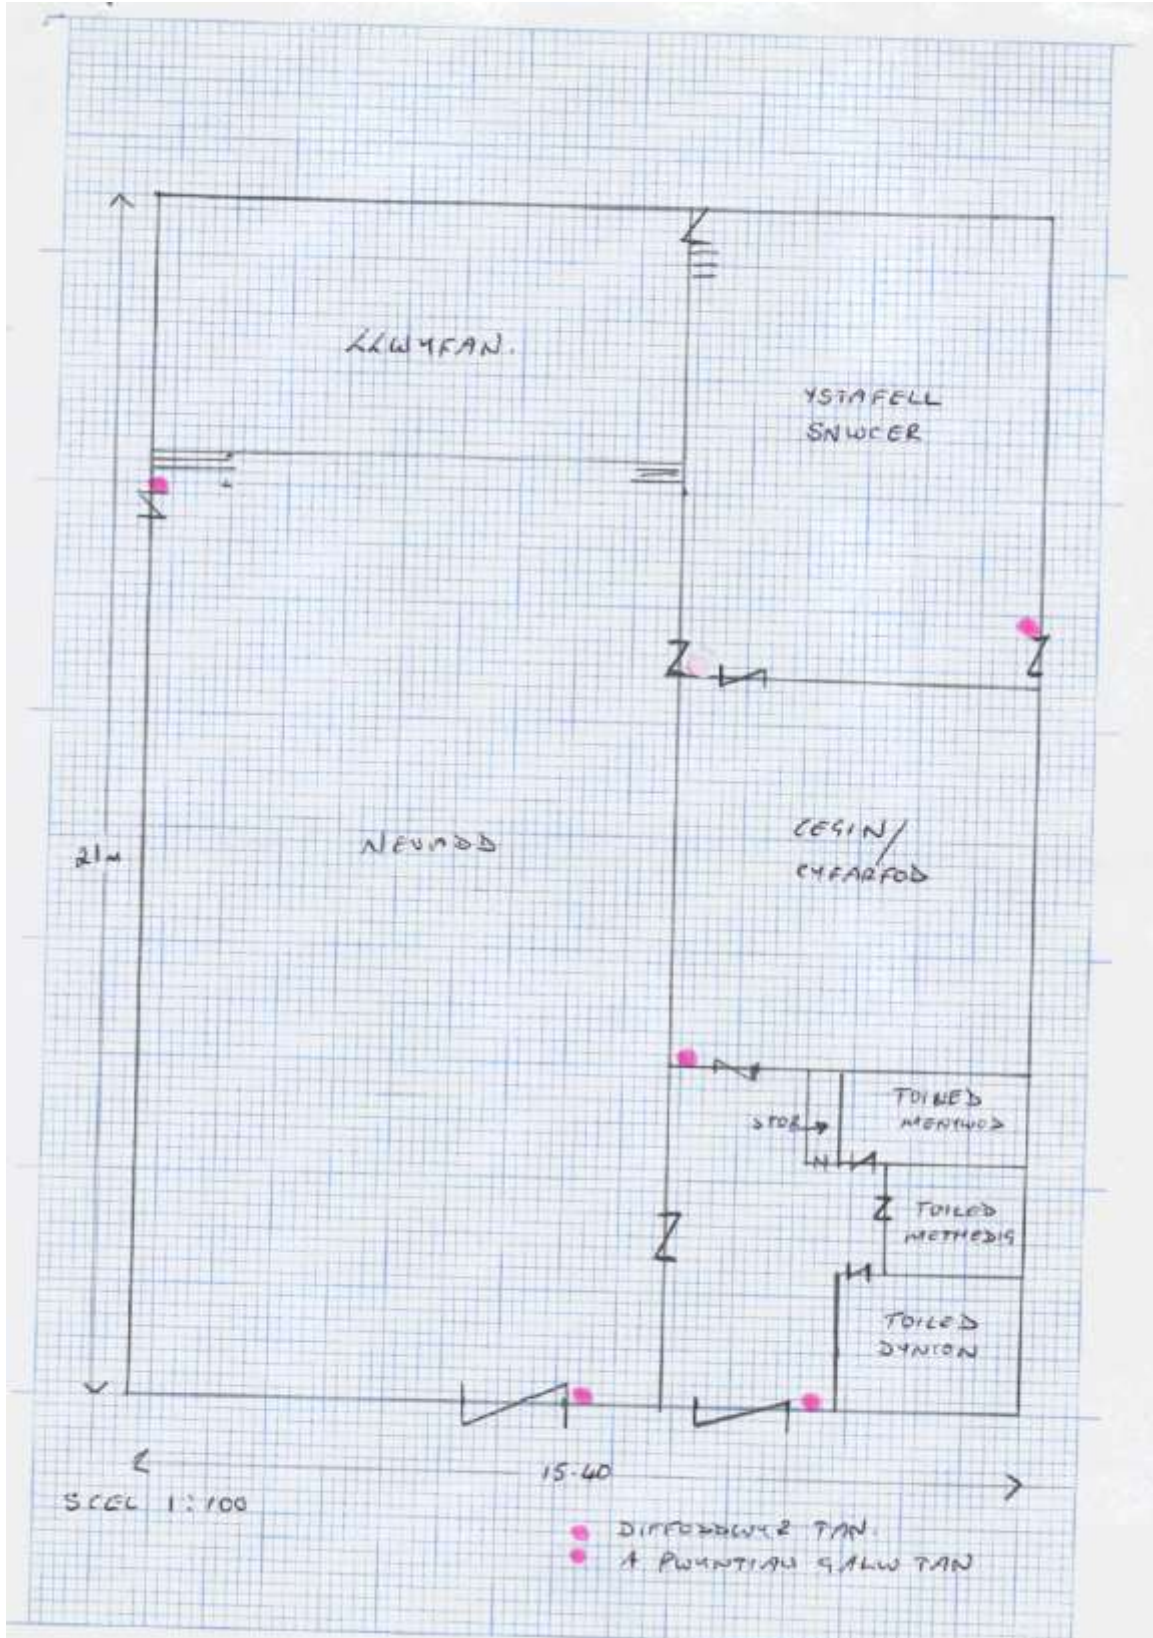 LLWYFAN.
YSTAFELL
SNWCER
21m
NEUADD
CEGIN/
CYFARFOD
TOILED
MENYWOD
STOR
TOILED
METHEDIG
TOILED
DYNION
15.40
SCEL 1:100
DIFFODDWYR TAN.
A PWYNTIAU GALW TAN